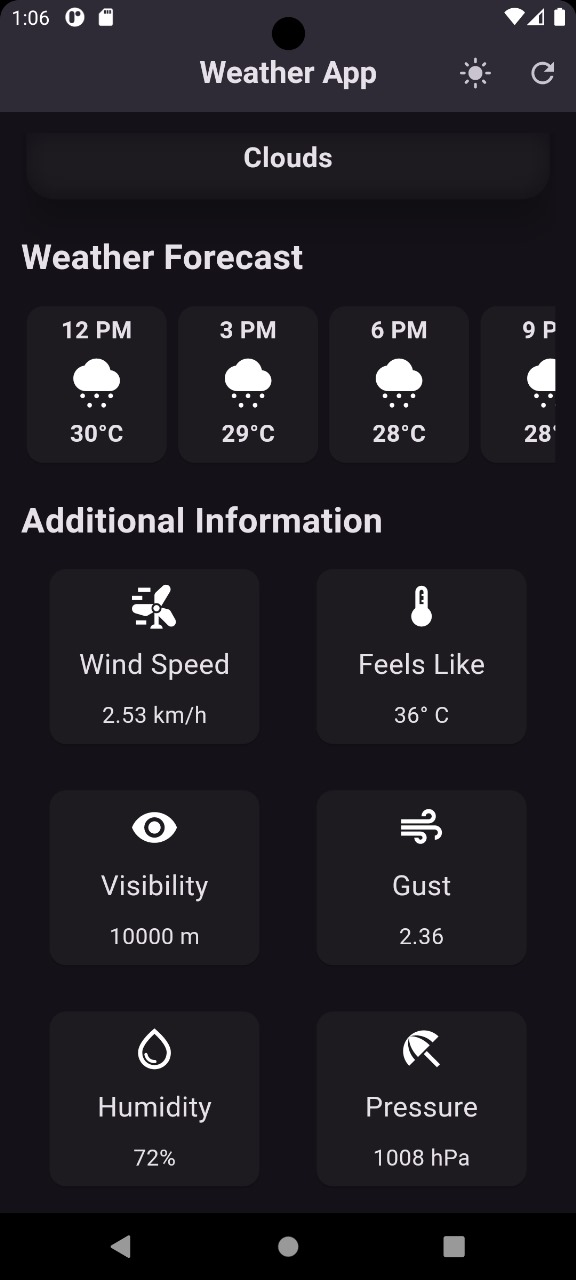 1:06
Weather App
Clouds
Weather Forecast
12 PM 3 PM 6 PM 9 P
30°C 29°C 28°C 28°
Additional Information
Wind Speed Feels Like
2.53 km/h 36° C
Visibility Gust
10000 m 2.36
Humidity Pressure
72% 1008 hPa